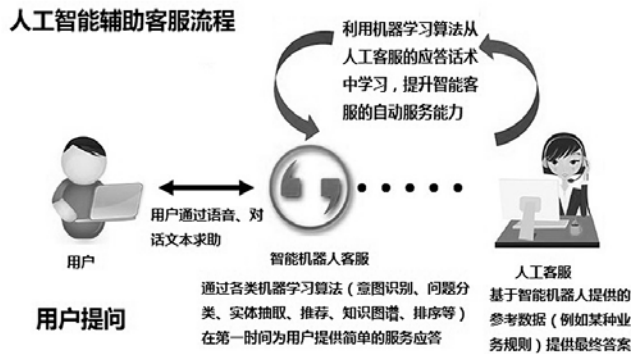 人工智能辅助客服流程
利用机器学习算法从
人工客服的应答话术
中学习，提升智能客
服的自动服务能力
用户通过语音、对
话文本求助
用户
智能机器人客服
人工客服
通过各类机器学习算法（意图识别、问题分
类、实体抽取、推荐、知识图谱、排序等）
在第一时间为用户提供简单的服务应答
基于智能机器人提供的
参考数据（例如某种业
务规则）提供最终答案
用户提问